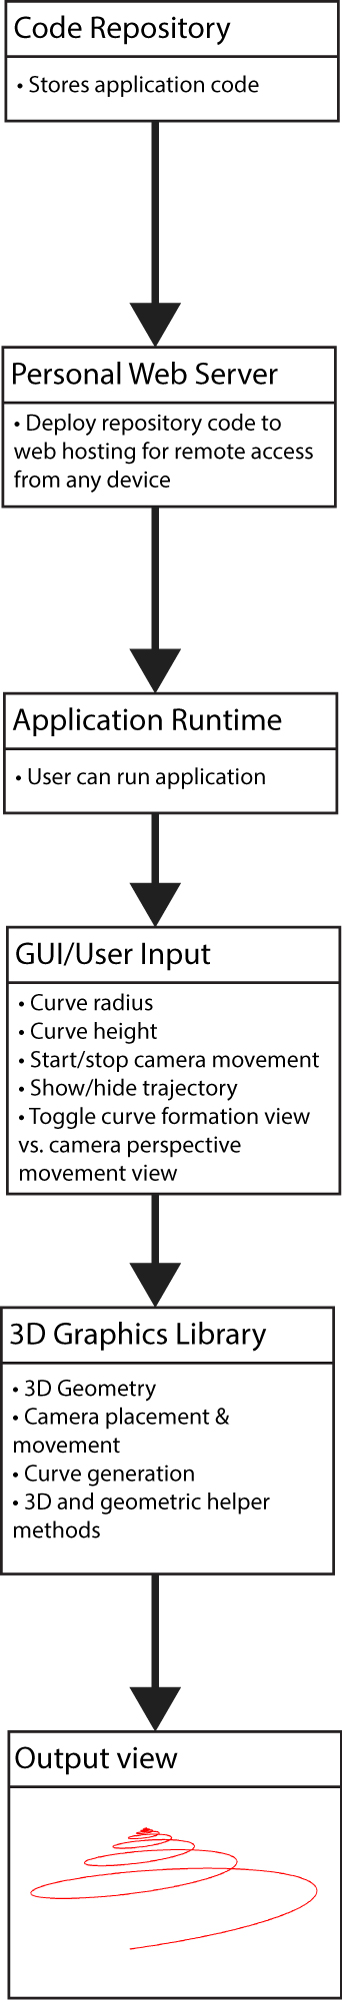 Code Repository
• Stores application code
Personal Web Server
• Deploy repository code to
web hosting for remote access
from any device
Application Runtime
• User can run application
GUI/User Input
• Curve radius
• Curve height
• Start/stop camera movement
• Show/hide trajectory
• Toggle curve formation view
vs. camera perspective
movement view
3D Graphics Library
• 3D Geometry
• Camera placement &
movement
• Curve generation
• 3D and geometric helper
methods
Output view